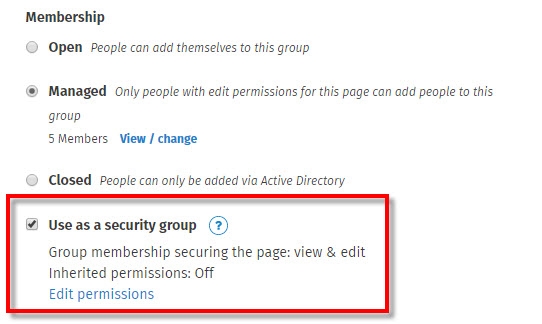 Membership
Open People can add themselves to this group
Managed Only people with edit permissions for this page can add people to this
group
5 Members View / change
Closed People can only be added via Active Directory
Use as a security group ?
Group membership securing the page: view & edit
Inherited permissions: Off
Edit permissions